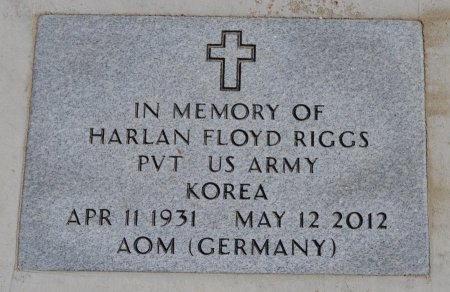 IN MEMORY OF
HARLAN FLOYD RIGGS
PVT US ARMY
KOREA
APR 11 1931 MAY 12 2012
AOM (GERMANY)